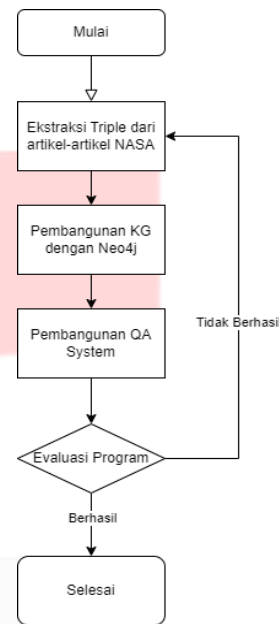 Mulai
Ekstraksi Triple dari
artikel-artikel NASA
Pembangunan KG
dengan Neo4j
Pembangunan QA
System
Tidak Berhasil
Evaluasi Program
Berhasil
Selesai